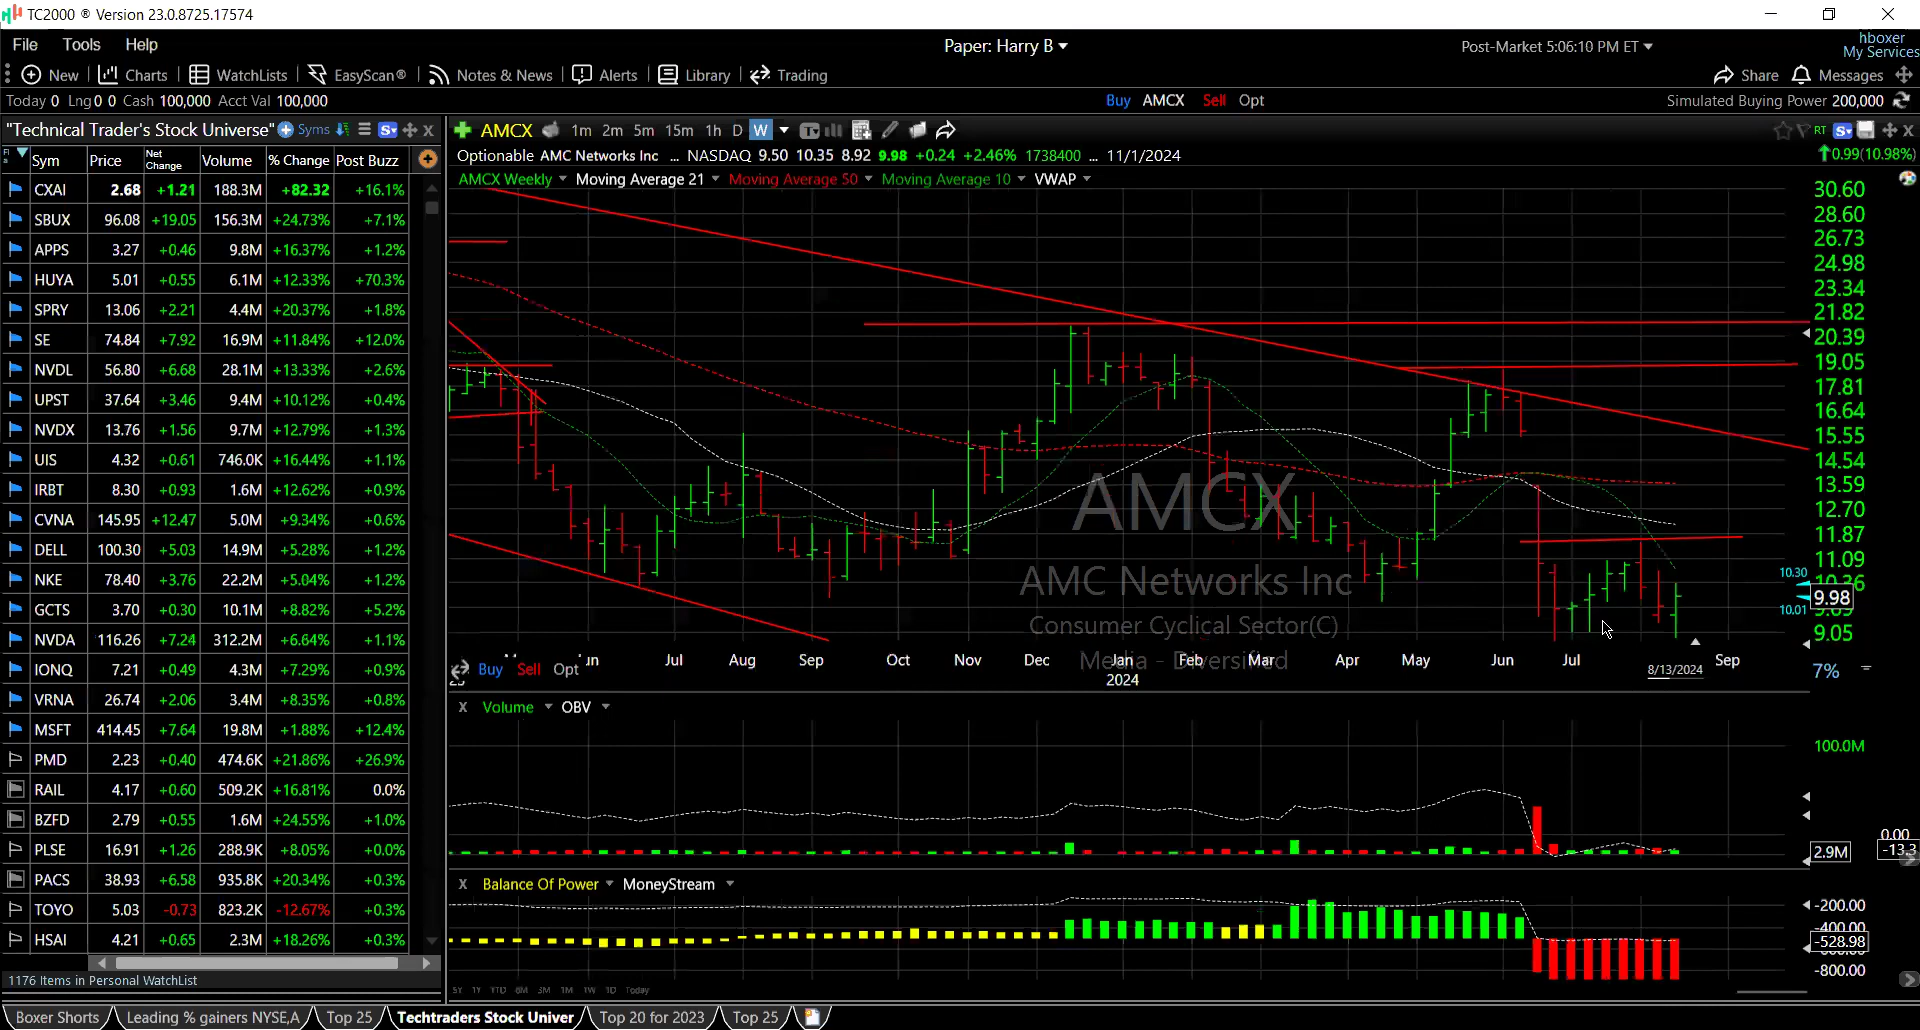 TC2000 ® Version 23.0.8725.17574
File Tools Help
Paper: Harry B
Post-Market 5:06:10 PM ET
hboxer
My Services
New Charts WatchLists EasyScan® Notes & News Alerts Library Trading
Share Messages
Today 0 Lng 0 0 Cash 100,000 Acct Val 100,000
Buy AMCX Sell Opt
Simulated Buying Power 200,000
"Technical Trader's Stock Universe" Syms S
Sym Price Net Change Volume % Change Post Buzz
CXAI 2.68 +1.21 188.3M +82.32 +16.1%
SBUX 96.08 +19.05 156.3M +24.73% +7.1%
APPS 3.27 +0.46 9.8M +16.37% +1.2%
HUYA 5.01 +0.55 6.1M +12.33% +70.3%
SPRY 13.06 +2.21 4.4M +20.37% +1.8%
SE 74.84 +7.92 16.9M +11.84% +12.0%
NVDL 56.80 +6.68 28.1M +13.33% +2.6%
UPST 37.64 +3.46 9.4M +10.12% +0.4%
NVDX 13.76 +1.56 9.7M +12.79% +1.3%
UIS 4.32 +0.61 746.0K +16.44% +1.1%
IRBT 8.30 +0.93 1.6M +12.62% +0.9%
CVNA 145.95 +12.47 5.0M +9.34% +0.6%
DELL 100.30 +5.03 14.9M +5.28% +1.2%
NKE 78.40 +3.76 22.2M +5.04% +1.2%
GCTS 3.70 +0.30 10.1M +8.82% +5.2%
NVDA 116.26 +7.24 312.2M +6.64% +1.1%
IONQ 7.21 +0.49 4.3M +7.29% +0.9%
VRNA 26.74 +2.06 3.4M +8.35% +0.8%
MSFT 414.45 +7.64 19.8M +1.88% +12.4%
PMD 2.23 +0.40 474.6K +21.86% +26.9%
RAIL 4.17 +0.60 509.2K +16.81% 0.0%
BZFD 2.79 +0.55 1.6M +24.55% +1.0%
PLSE 16.91 +1.26 288.9K +8.05% +0.0%
PACS 38.93 +6.58 935.8K +20.34% +0.3%
TOYO 5.03 -0.73 823.2K -12.67% +0.3%
HSAI 4.21 +0.65 2.3M +18.26% +0.3%
1176 Items in Personal WatchList
AMCX 1m 2m 5m 15m 1h D W T
RT S
Optionable AMC Networks Inc ... NASDAQ 9.50 10.35 8.92 9.98 +0.24 +2.46% 1738400 ... 11/1/2024
0.99(10.98%)
AMCX Weekly Moving Average 21 Moving Average 50 Moving Average 10 VWAP
30.60
28.60
26.73
24.98
23.34
21.82
20.39
19.05
17.81
16.64
15.55
14.54
13.59
12.70
11.87
11.09
10.30
9.98
10.01
9.05
AMCX
AMC Networks Inc
Consumer Cyclical Sector(C)
Media - Diversified
Jul Aug Sep Oct Nov Dec Jan Feb Mar Apr May Jun Jul Sep
2024
8/13/2024
7%
Buy Sell Opt
X Volume OBV
100.0M
2.9M
0.00
-13.3
X Balance Of Power MoneyStream
-200.00
-400.00
-528.98
-800.00
5Y 1Y YTD 6M 3M 1M 1W 1D Today
Boxer Shorts Leading % gainers NYSE,A Top 25 Techtraders Stock Univer Top 20 for 2023 Top 25